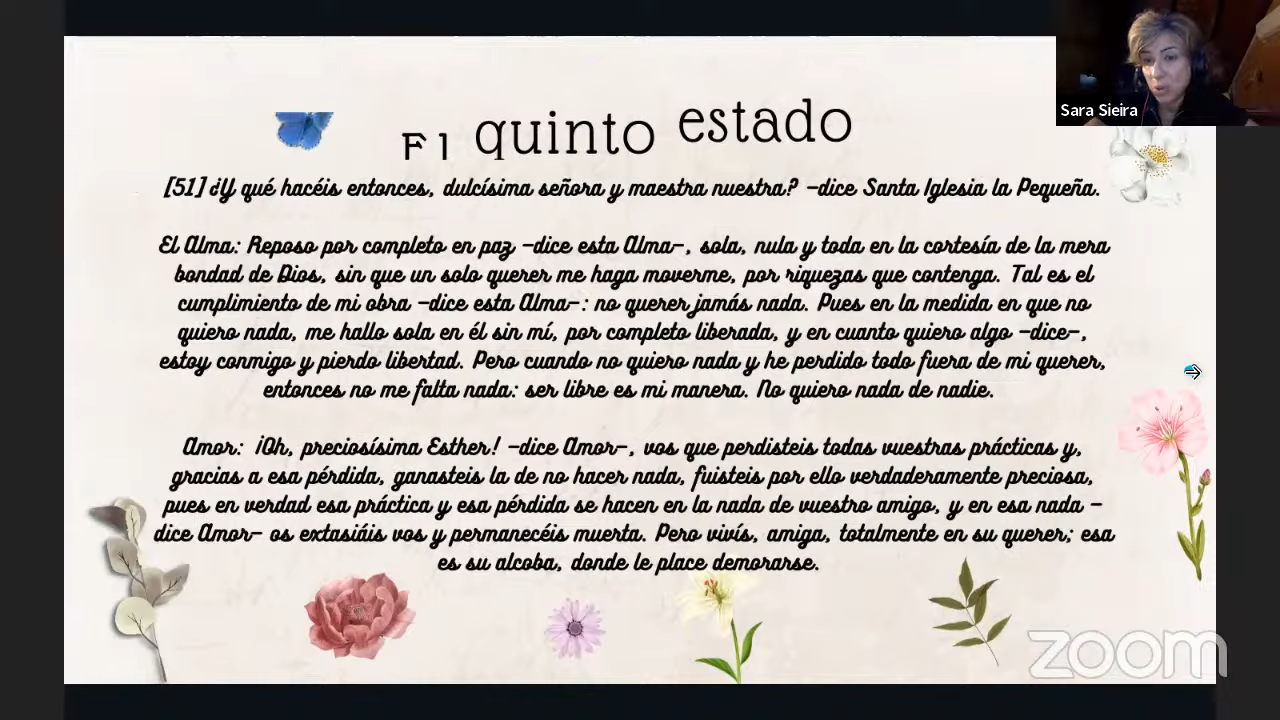 Sara Sieira
El quinto estado
[51] ¿Y qué hacéis entonces, dulcísima señora y maestra nuestra? –dice Santa Iglesia la Pequeña.
El Alma: Reposo por completo en paz –dice esta Alma–, sola, nula y toda en la cortesía de la mera
bondad de Dios, sin que un solo querer me haga moverme, por riquezas que contenga. Tal es el
cumplimiento de mi obra –dice esta Alma–: no querer jamás nada. Pues en la medida en que no
quiero nada, me hallo sola en él sin mí, por completo liberada, y en cuanto quiero algo –dice–,
estoy conmigo y pierdo libertad. Pero cuando no quiero nada y he perdido todo fuera de mi querer,
entonces no me falta nada: ser libre es mi manera. No quiero nada de nadie.
Amor: ¡Oh, preciosísima Esther! –dice Amor–, vos que perdisteis todas vuestras prácticas y,
gracias a esa pérdida, ganasteis la de no hacer nada, fuisteis por ello verdaderamente preciosa,
pues en verdad esa práctica y esa pérdida se hacen en la nada de vuestro amigo, y en esa nada –
dice Amor– os extasiáis vos y permanecéis muerta. Pero vivís, amiga, totalmente en su querer; esa
es su alcoba, donde le place demorarse.
zoom